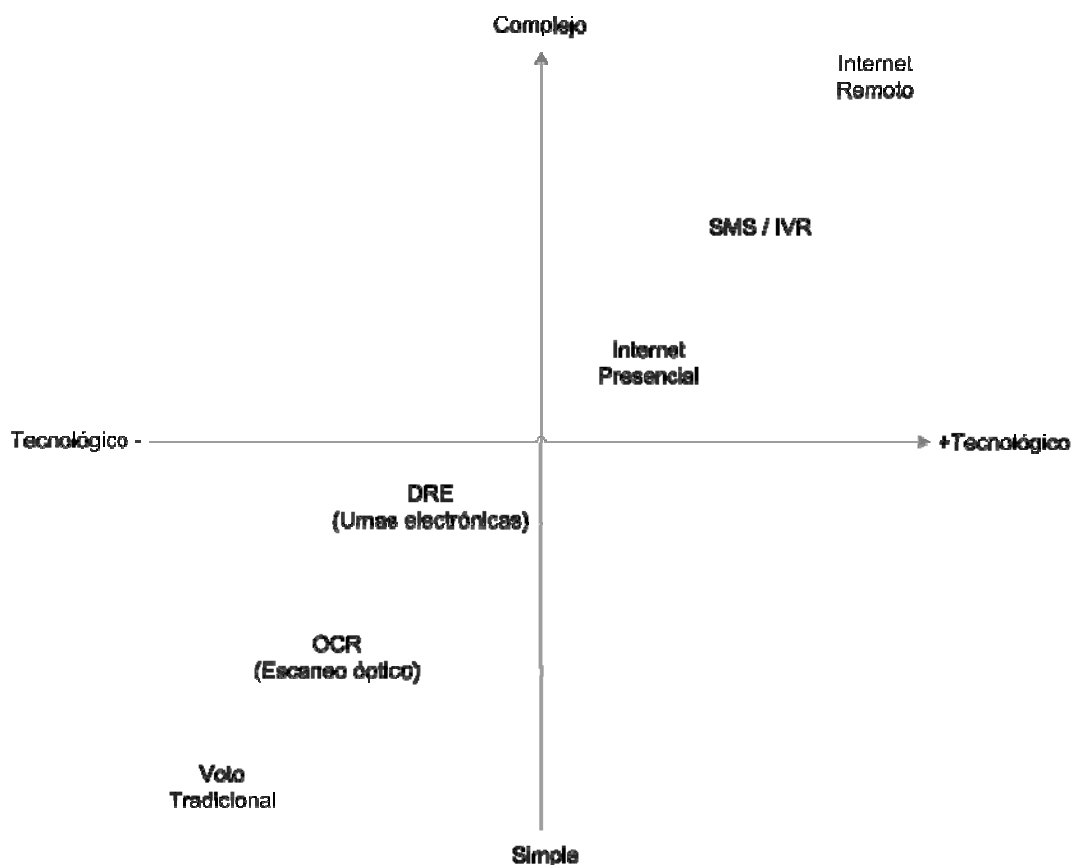 Complejo
Internet
Remoto
SMS / IVR
Internet
Presencial
Tecnológico -
+Tecnológico
DRE
(Urnas electrónicas)
OCR
(Escaneo óptico)
Voto
Tradicional
Simple